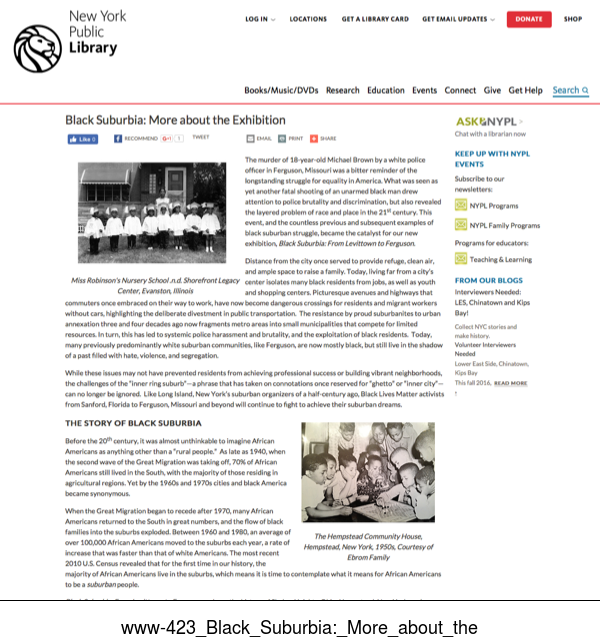 New York
Public
Library
LOG IN
LOCATIONS
GET A LIBRARY CARD
GET EMAIL UPDATES
DONATE
SHOP
Books/Music/DVDs Research Education Events Connect Give Get Help Search
Black Suburbia: More about the Exhibition
Like 0
RECOMMEND
TWEET
EMAIL
PRINT
SHARE
The murder of 18-year-old Michael Brown by a white police
officer in Ferguson, Missouri was a bitter reminder of the
longstanding struggle for equality in America. What was seen as
yet another fatal shooting of an unarmed black man drew
attention to police brutality and discrimination, but also revealed
the layered problem of race and place in the 21st century. This
event, and the countless previous and subsequent examples of
black suburban struggle, became the catalyst for our new
exhibition, Black Suburbia: From Levittown to Ferguson.
Miss Robinson's Nursery School .n.d. Shorefront Legacy
Center, Evanston, Illinois
Distance from the city once served to provide refuge, clean air,
and ample space to raise a family. Today, living far from a city's
center isolates many black residents from jobs, as well as youth
and shopping centers. Picturesque avenues and highways that
commuters once embraced on their way to work, have now become dangerous crossings for residents and migrant workers
without cars, highlighting the deliberate divestment in public transportation. The resistance by proud suburbanites to urban
annexation three and four decades ago now fragments metro areas into small municipalities that compete for limited
resources. In turn, this has led to systemic police harassment and brutality, and the exploitation of black residents. Today,
many previously predominantly white suburban communities, like Ferguson, are now mostly black, but still live in the shadow
of a past filled with hate, violence, and segregation.
While these issues may not have prevented residents from achieving professional success or building vibrant neighborhoods,
the challenges of the "inner ring suburb"—a phrase that has taken on connotations once reserved for "ghetto" or "inner city"—
can no longer be ignored. Like Long Island, New York's suburban organizers of a half-century ago, Black Lives Matter activists
from Sanford, Florida to Ferguson, Missouri and beyond will continue to fight to achieve their suburban dreams.
THE STORY OF BLACK SUBURBIA
Before the 20th century, it was almost unthinkable to imagine African
Americans as anything other than a "rural people." As late as 1940, when
the second wave of the Great Migration was taking off, 70% of African
Americans still lived in the South, with the majority of those residing in
agricultural regions. Yet by the 1960s and 1970s cities and black America
became synonymous.
When the Great Migration began to recede after 1970, many African
Americans returned to the South in great numbers, and the flow of black
families into the suburbs exploded. Between 1960 and 1980, an average of
over 100,000 African Americans moved to the suburbs each year, a rate of
increase that was faster than that of white Americans. The most recent
2010 U.S. Census revealed that for the first time in our history, the
majority of African Americans live in the suburbs, which means it is time to contemplate what it means for African Americans
to be a suburban people.
The Hempstead Community House,
Hempstead, New York, 1950s, Courtesy of
Ebrom Family
ASK NYPL
Chat with a librarian now
KEEP UP WITH NYPL
EVENTS
Subscribe to our
newsletters:
NYPL Programs
NYPL Family Programs
Programs for educators:
Teaching & Learning
FROM OUR BLOGS
Interviewers Needed:
LES, Chinatown and Kips
Bay!
Collect NYC stories and
make history.
Volunteer Interviewers
Needed
Lower East Side, Chinatown,
Kips Bay
This fall 2016, READ MORE
www-423_Black_Suburbia:_More_about_the